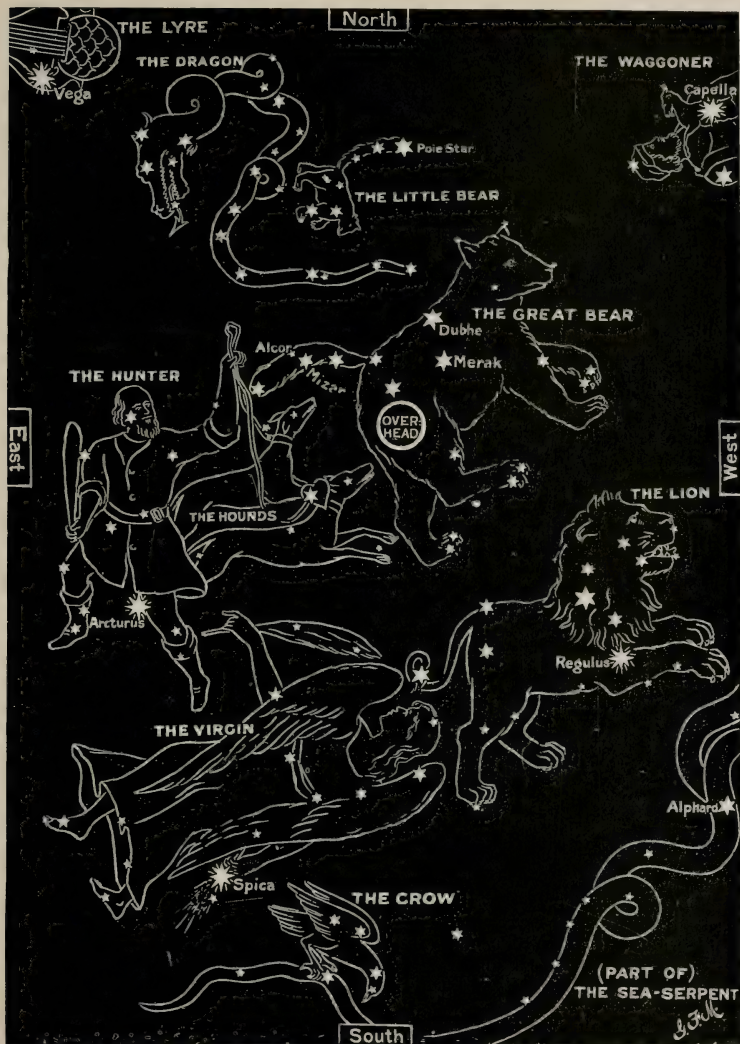 North
THE LYRE
Vega
THE DRAGON
THE WAGGONER
Capella
Pole Star
THE LITTLE BEAR
THE GREAT BEAR
Dubhe
Merak
Alcor
Mizar
THE HUNTER
OVER-
HEAD
East
West
THE HOUNDS
THE LION
Arcturus
Regulus
THE VIRGIN
Alphard
Spica
THE CROW
(PART OF)
THE SEA-SERPENT
S.F.M
South